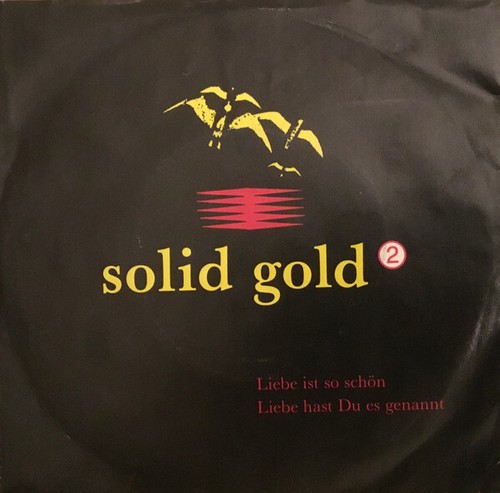 solid gold 2
Liebe ist so schön
Liebe hast Du es genannt